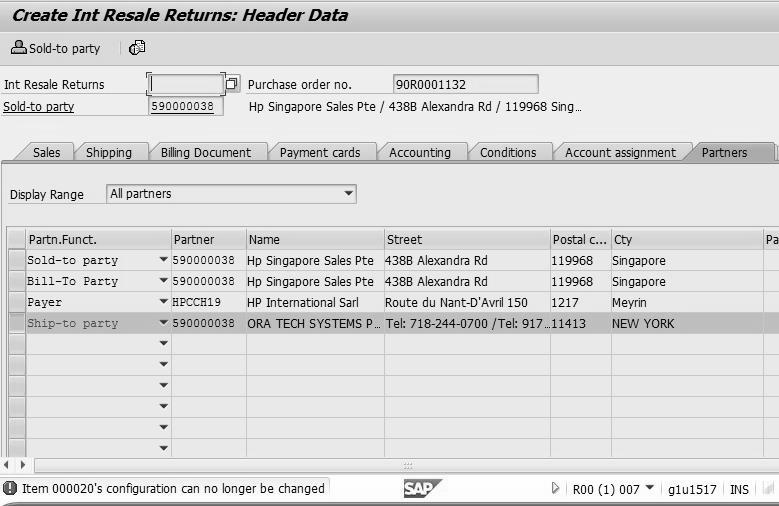 Create Int Resale Returns: Header Data
Sold-to party
Int Resale Returns Purchase order no. 90R0001132
Sold-to party 590000038 Hp Singapore Sales Pte / 438B Alexandra Rd / 119968 Sing...
Sales Shipping Billing Document Payment cards Accounting Conditions Account assignment Partners
Display Range All partners
Partn.Funct. Partner Name Street Postal c... Cty Pa
Sold-to party 590000038 Hp Singapore Sales Pte 438B Alexandra Rd 119968 Singapore
Bill-To Party 590000038 Hp Singapore Sales Pte 438B Alexandra Rd 119968 Singapore
Payer HPCCH19 HP International Sarl Route du Nant-D'Avril 150 1217 Meyrin
Ship-to party 590000038 ORA TECH SYSTEMS P... Tel: 718-244-0700 /Tel: 917... 11413 NEW YORK
Item 000020's configuration can no longer be changed SAP R00 (1) 007 g1u1517 INS